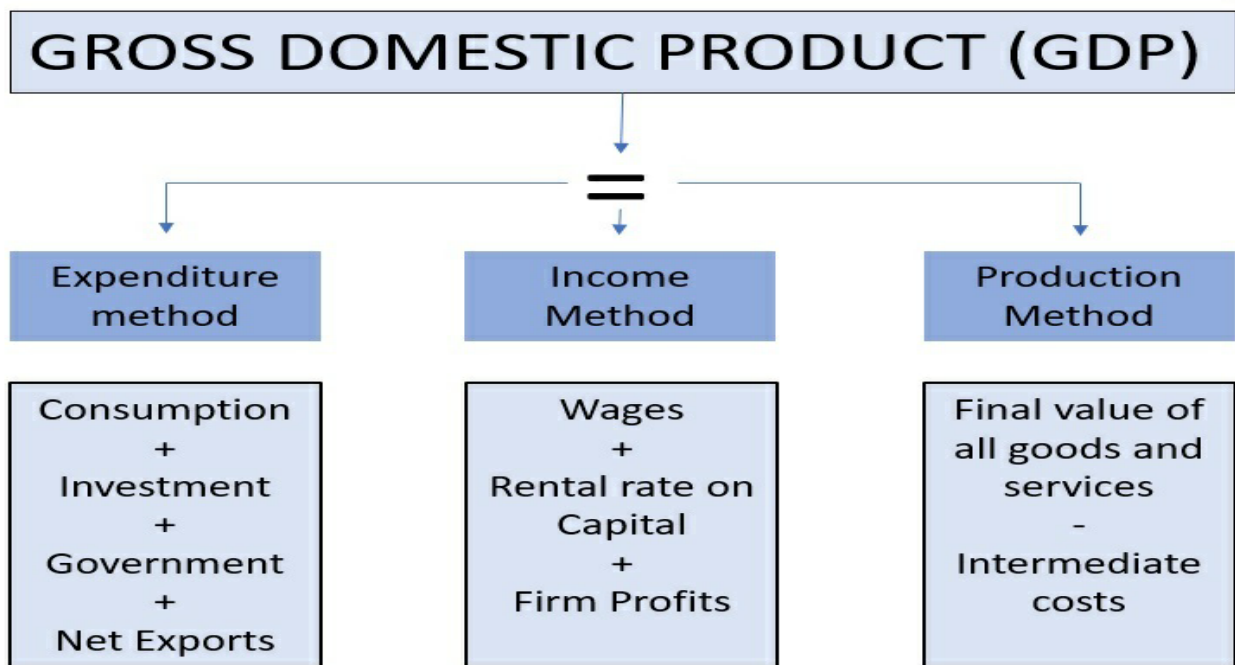 GROSS DOMESTIC PRODUCT (GDP)
=
Expenditure
method
Income
Method
Production
Method
Consumption
+
Investment
+
Government
+
Net Exports
Wages
+
Rental rate on
Capital
+
Firm Profits
Final value of
all goods and
services
-
Intermediate
costs